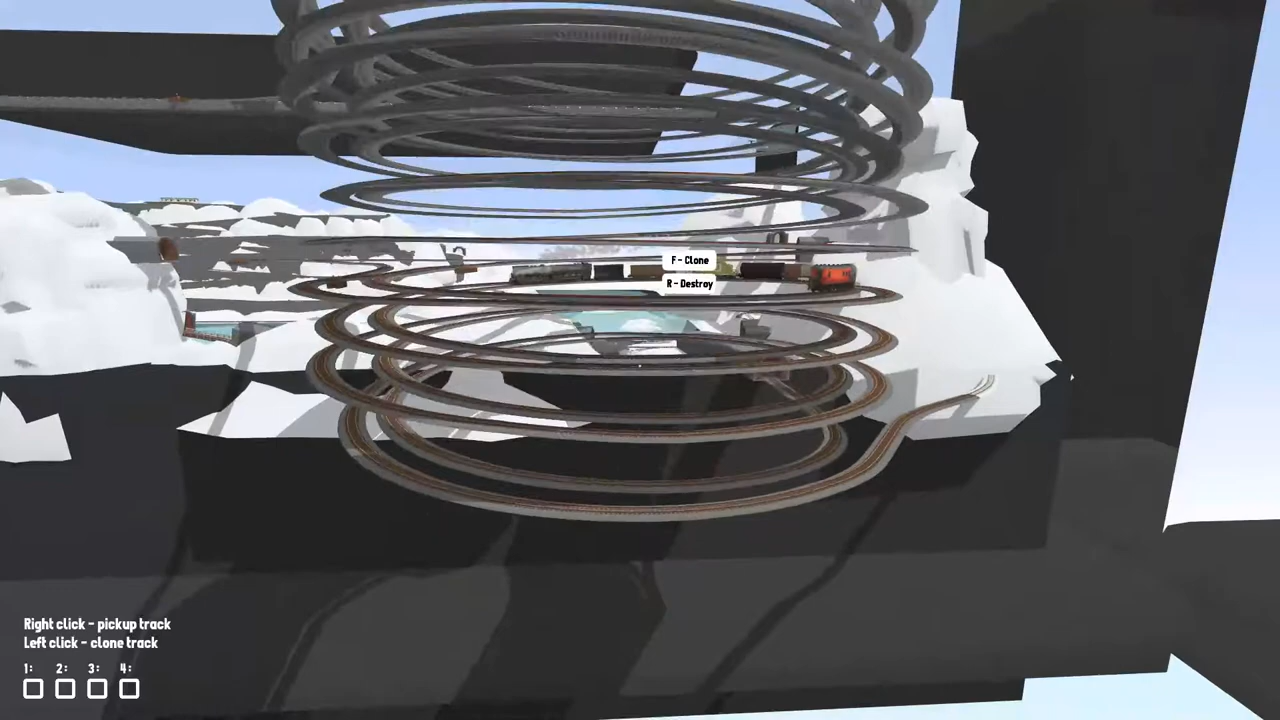 F - Clone
R - Destroy
Right click - pickup track
Left click - clone track
1: 2: 3: 4: